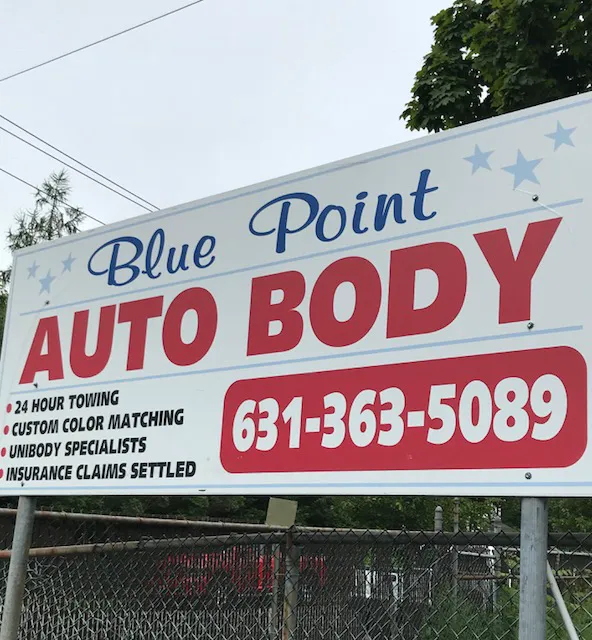 Blue Point
AUTO BODY
• 24 HOUR TOWING
• CUSTOM COLOR MATCHING
• UNIBODY SPECIALISTS
• INSURANCE CLAIMS SETTLED
631-363-5089